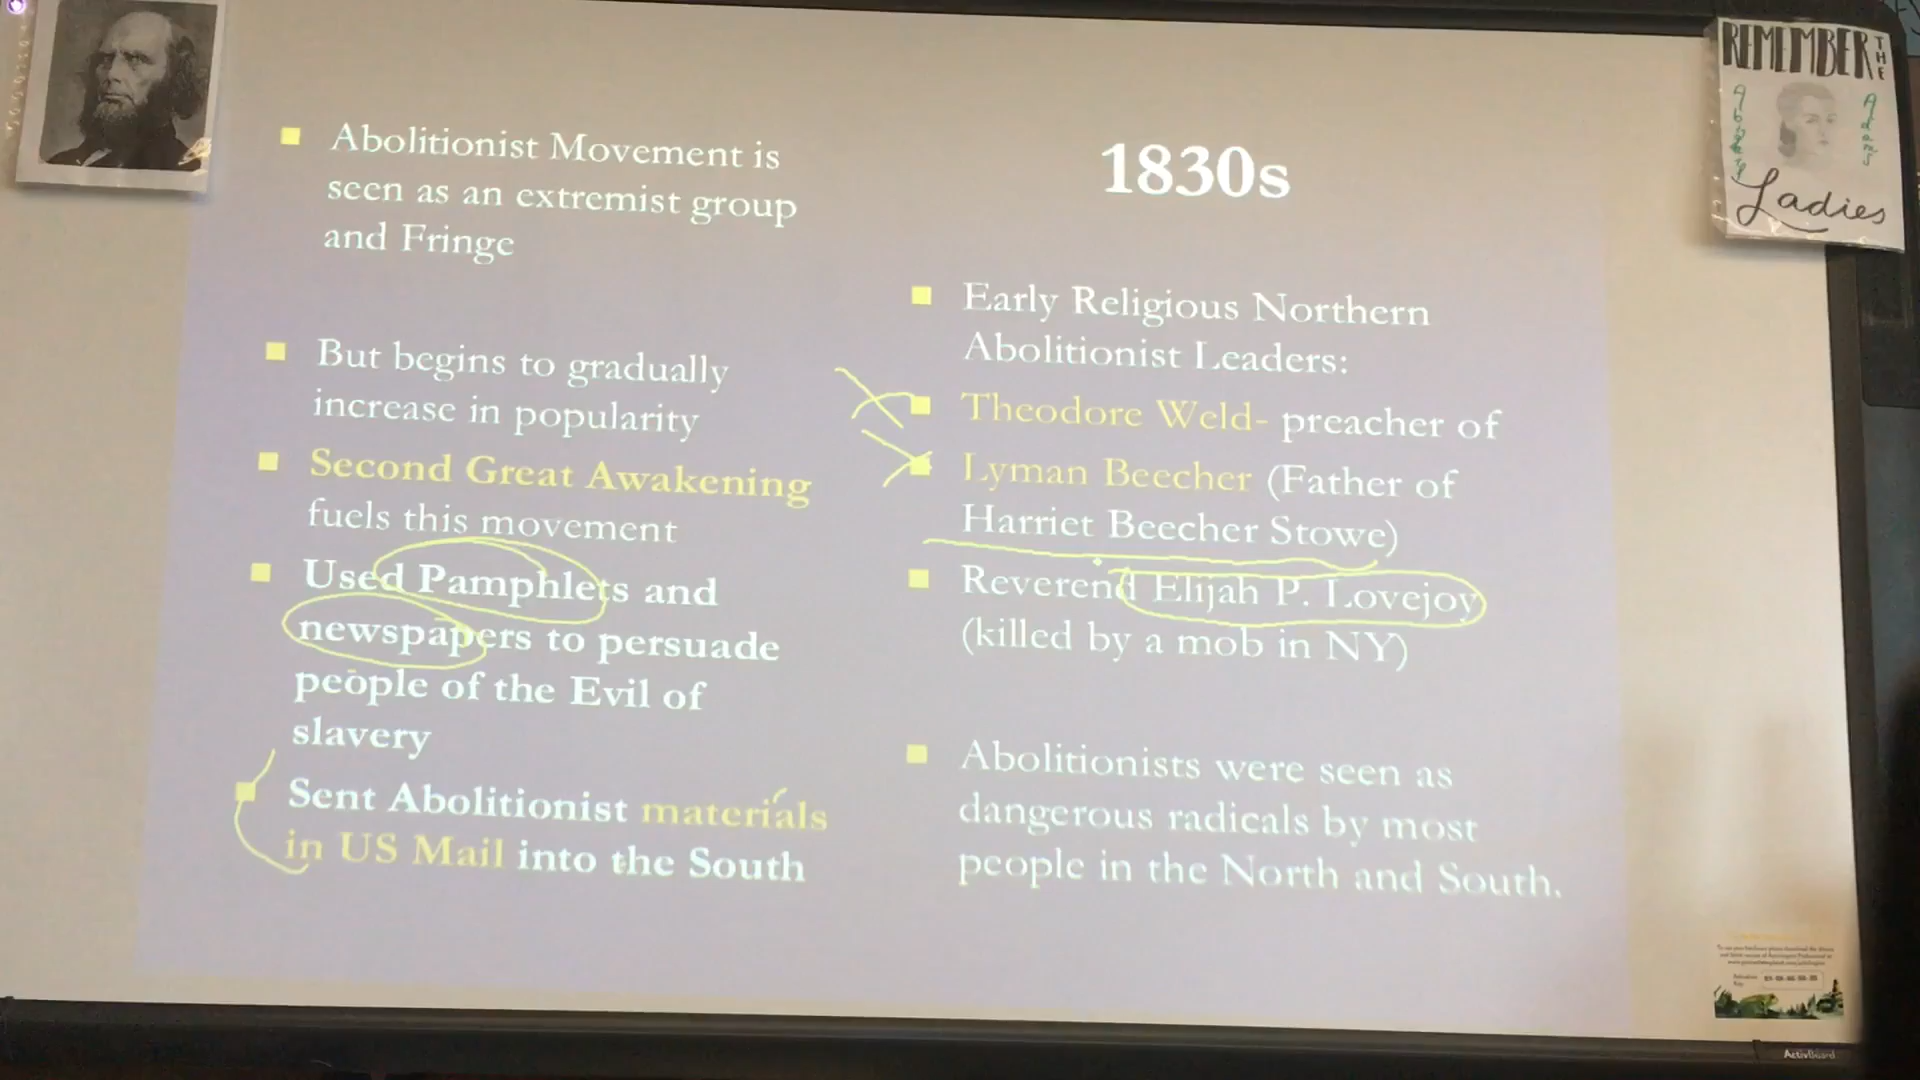 Abolitionist Movement is
seen as an extremist group
and Fringe
But begins to gradually
increase in popularity
Second Great Awakening
fuels this movement
Used Pamphlets and
newspapers to persuade
people of the Evil of
slavery
Sent Abolitionist materials
in US Mail into the South
1830s
Early Religious Northern
Abolitionist Leaders:
Theodore Weld- preacher of
Lyman Beecher (Father of
Harriet Beecher Stowe)
Reverend Elijah P. Lovejoy
(killed by a mob in NY)
Abolitionists were seen as
dangerous radicals by most
people in the North and South.
REMEMBER THE
Abigail
Adams
Ladies
ActivBoard